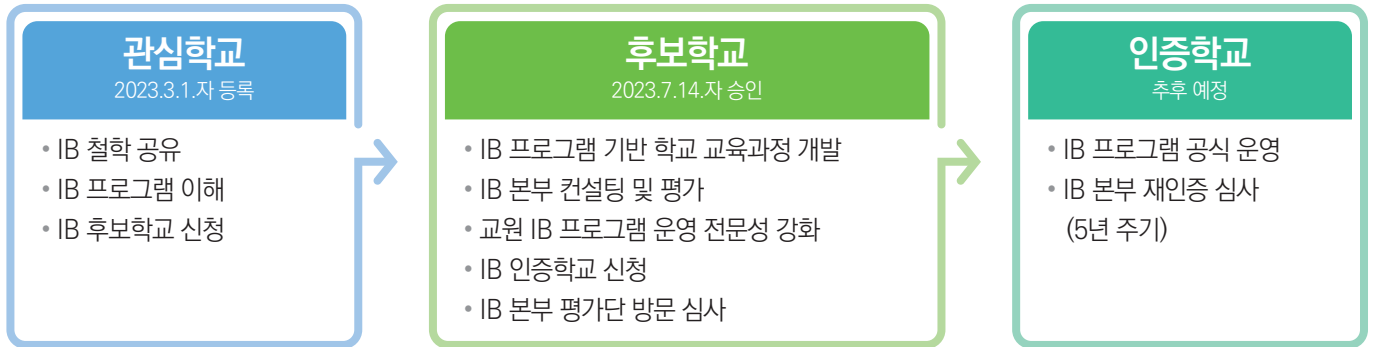 관심학교
2023.3.1.자 등록
• IB 철학 공유
• IB 프로그램 이해
• IB 후보학교 신청
후보학교
2023.7.14.자 승인
• IB 프로그램 기반 학교 교육과정 개발
• IB 본부 컨설팅 및 평가
• 교원 IB 프로그램 운영 전문성 강화
• IB 인증학교 신청
• IB 본부 평가단 방문 심사
인증학교
추후 예정
• IB 프로그램 공식 운영
• IB 본부 재인증 심사
(5년 주기)